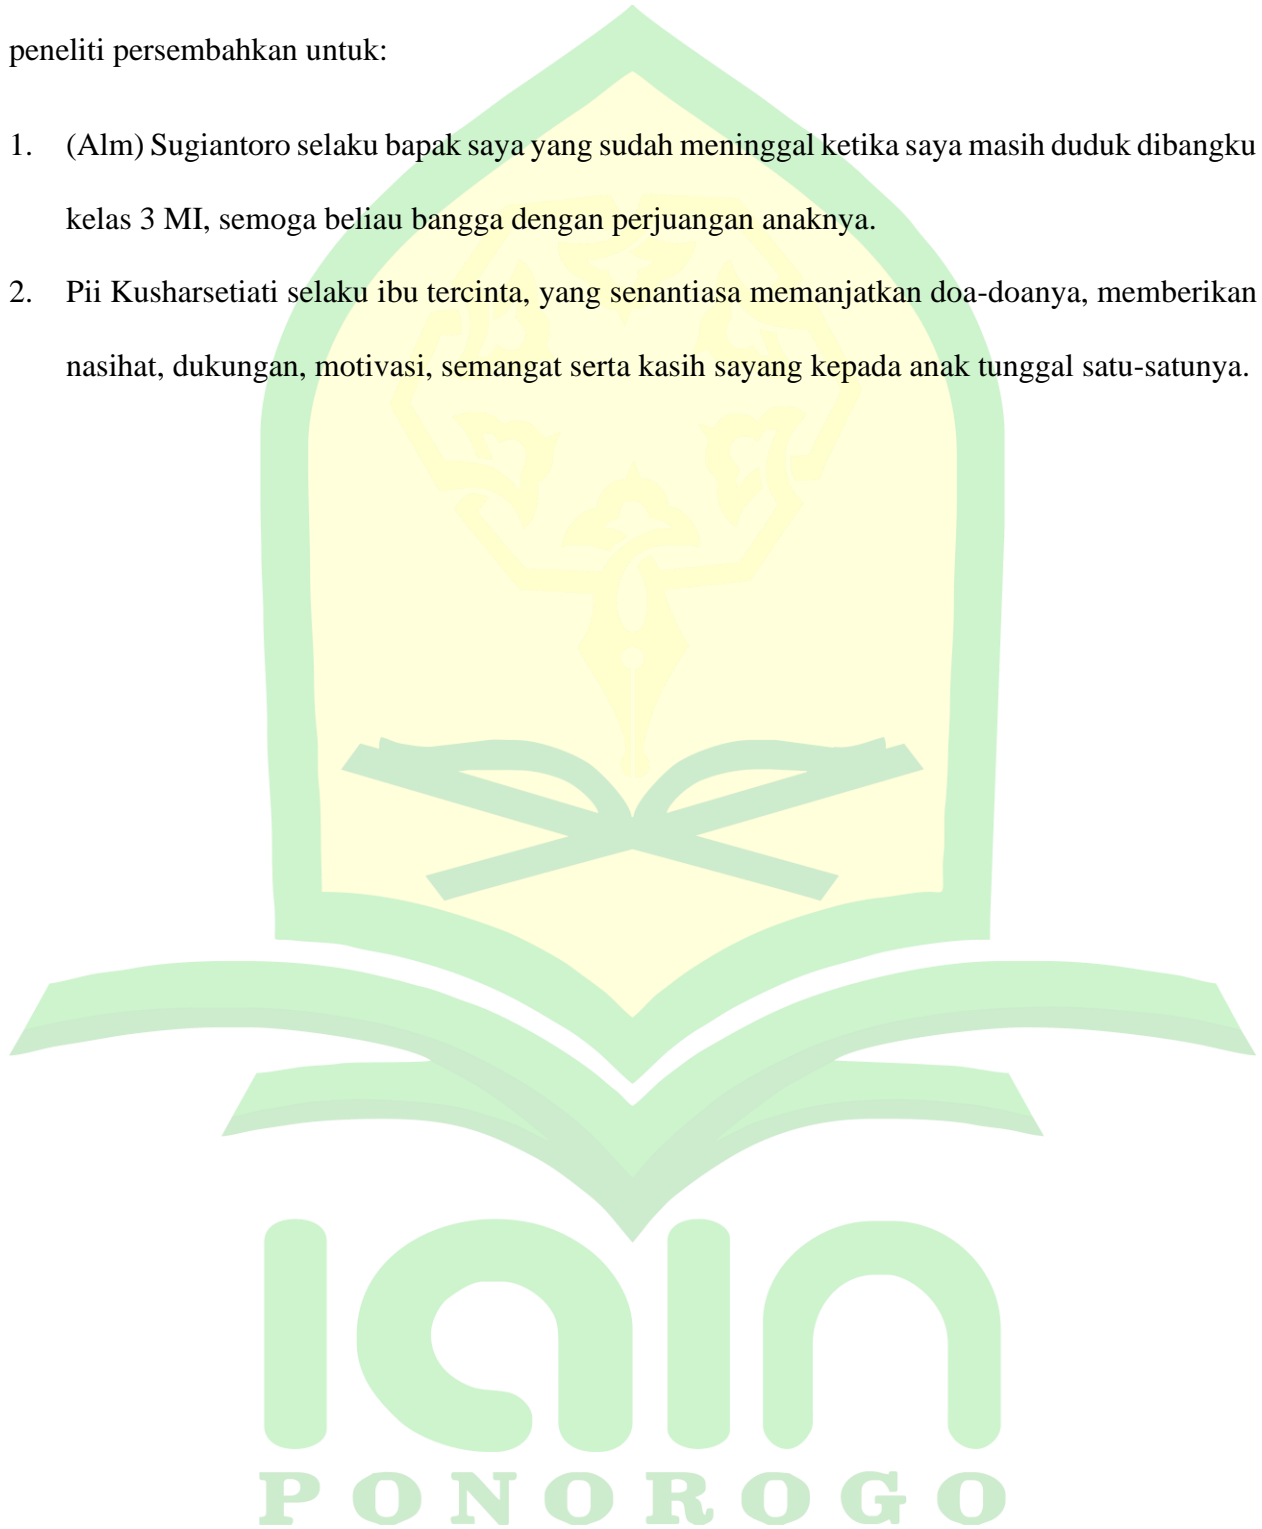 peneliti persembahkan untuk:
1. (Alm) Sugiantoro selaku bapak saya yang sudah meninggal ketika saya masih duduk dibangku
kelas 3 MI, semoga beliau bangga dengan perjuangan anaknya.
2. Pii Kusharsetiati selaku ibu tercinta, yang senantiasa memanjatkan doa-doanya, memberikan
nasihat, dukungan, motivasi, semangat serta kasih sayang kepada anak tunggal satu-satunya.
iain
PONOROGO